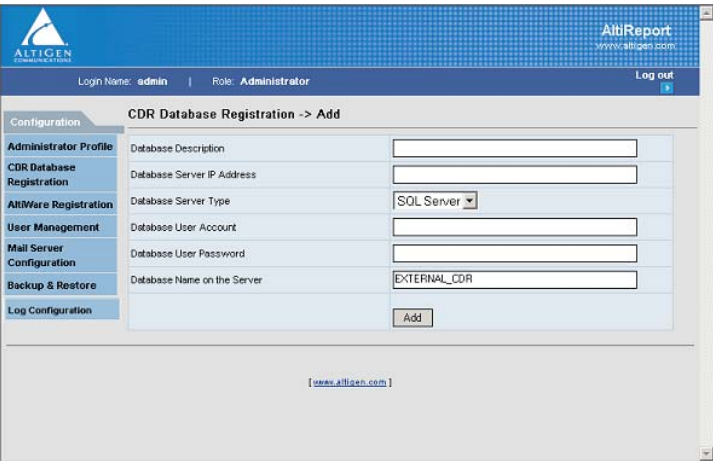 AltiReport
www.altigen.com
ALTIGEN
COMMUNICATIONS
Login Name: admin | Role: Administrator
Log out
Configuration
CDR Database Registration -> Add
Administrator Profile
CDR Database
Registration
AltiWare Registration
User Management
Mail Server
Configuration
Backup & Restore
Log Configuration
Database Description
Database Server IP Address
Database Server Type
SQL Server
Database User Account
Database User Password
Database Name on the Server
EXTERNAL_CDR
Add
[ www.altigen.com ]